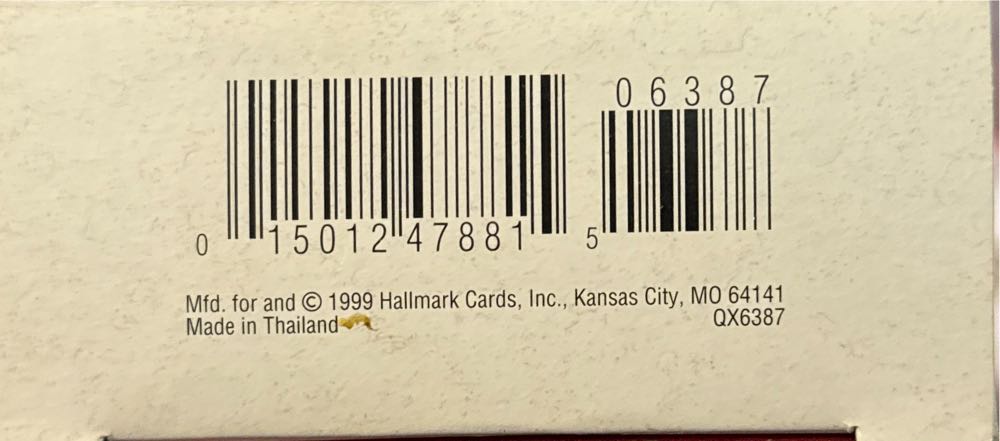 06387
0 15012 47881 5
Mfd. for and © 1999 Hallmark Cards, Inc., Kansas City, MO 64141
Made in Thailand QX6387